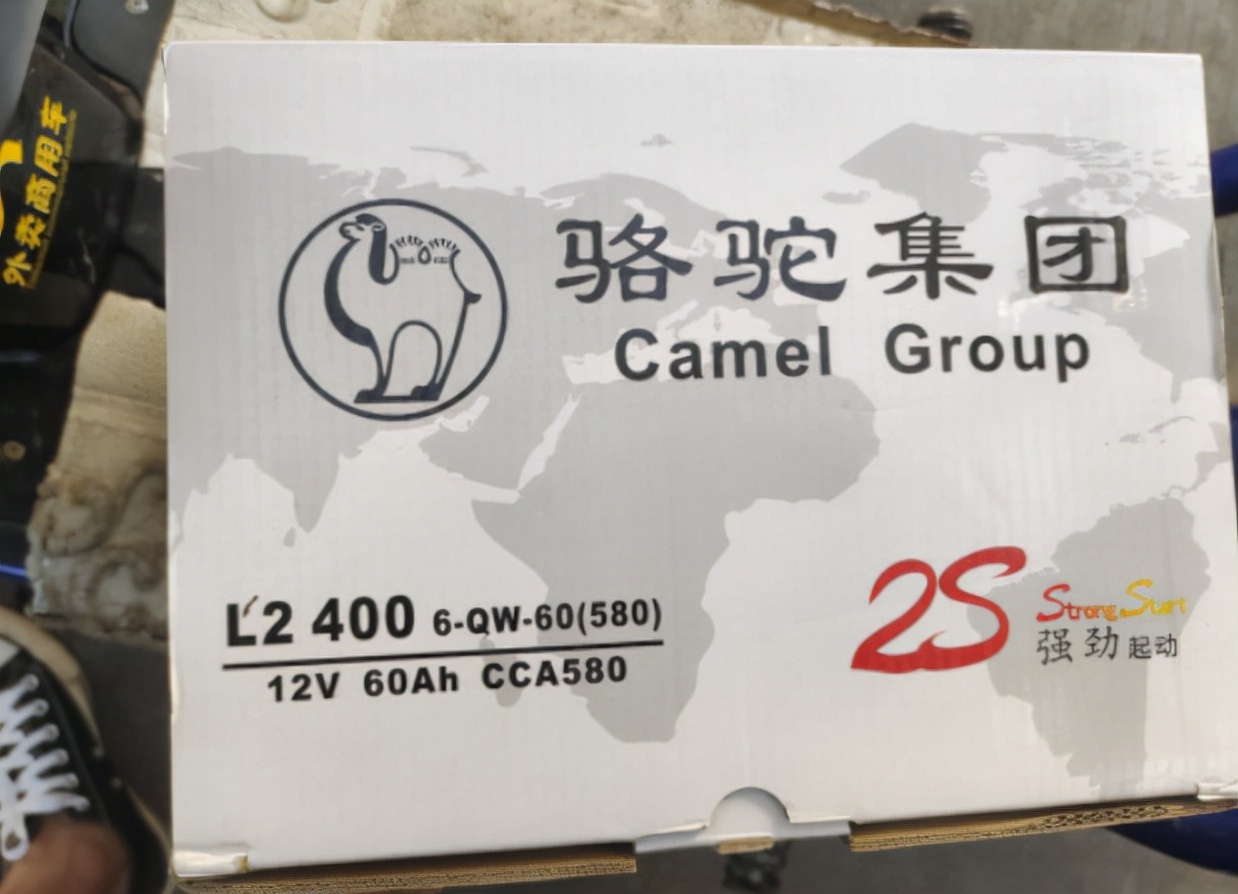 外卖商用车
骆驼集团
Camel Group
L2 400 6-QW-60(580)
12V 60Ah CCA580
2S
Strong Start
强劲起动